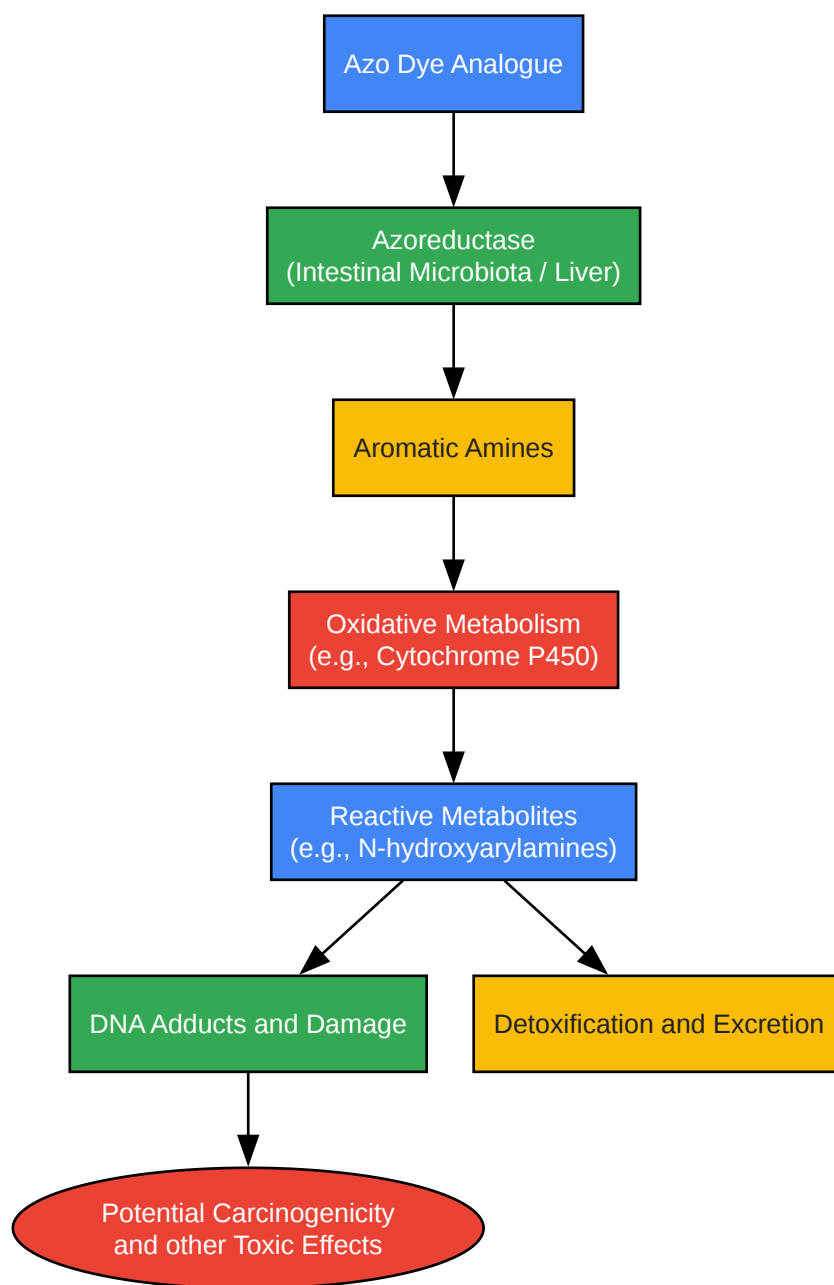 Azo Dye Analogue
Azoreductase
(Intestinal Microbiota / Liver)
Aromatic Amines
Oxidative Metabolism
(e.g., Cytochrome P450)
Reactive Metabolites
(e.g., N-hydroxyarylamines)
DNA Adducts and Damage
Detoxification and Excretion
Potential Carcinogenicity
and other Toxic Effects